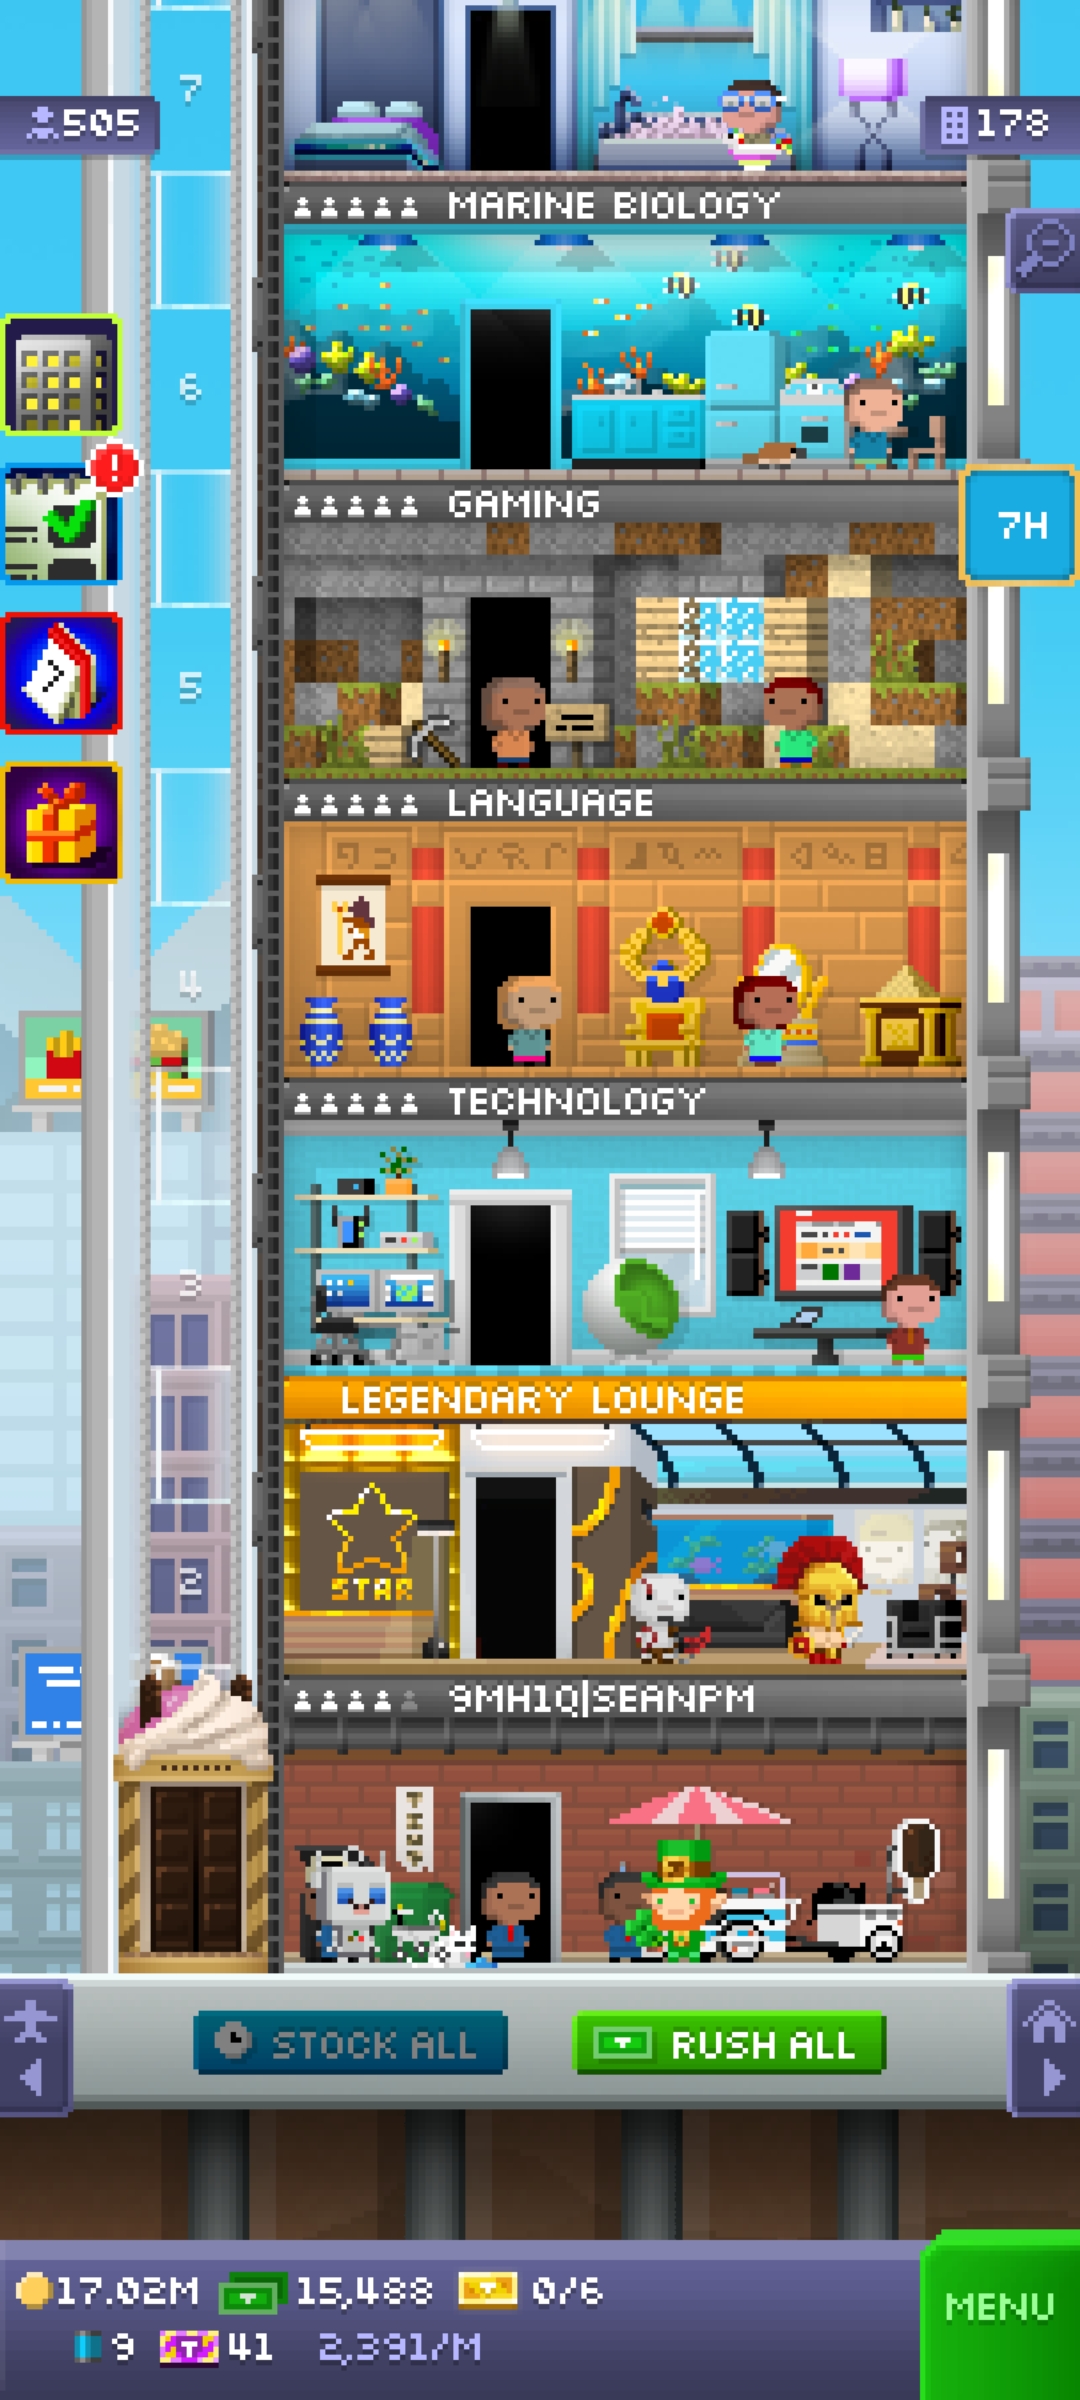 7
505
178
MARINE BIOLOGY
6
GAMING
7H
5
LANGUAGE
4
TECHNOLOGY
3
LEGENDARY LOUNGE
STAR
2
9MH1Q|SEANPM
STOCK ALL
RUSH ALL
17.02M 15,488 0/6
9 41 2,391/M
MENU